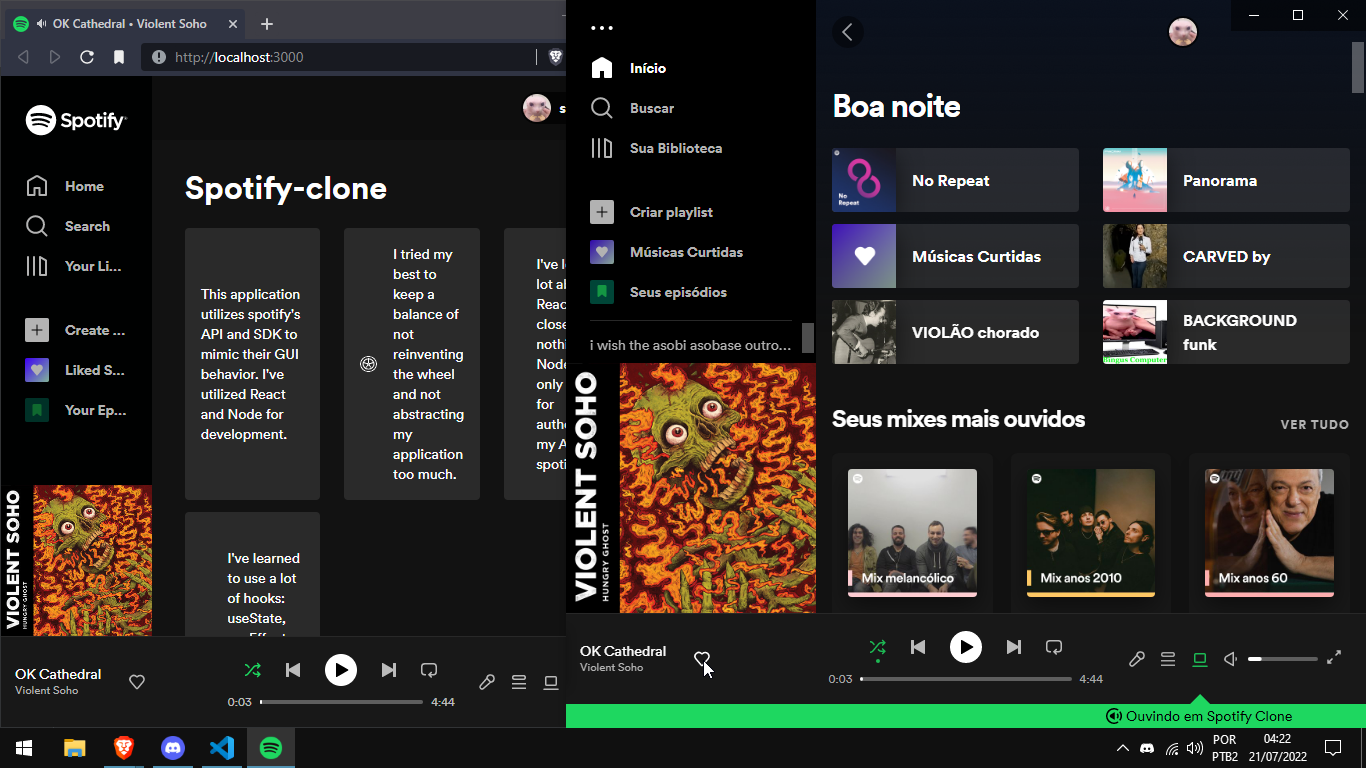 OK Cathedral • Violent Soho
http://localhost:3000
Spotify
Home
Search
Your Li...
Create ...
Liked S...
Your Ep...
VIOLENT SOHO
HUNGRY GHOST
s
Spotify-clone
This application
utilizes spotify's
API and SDK to
mimic their GUI
behavior. I've
utilized React
and Node for
development.
I tried my
best to
keep a
balance of
not
reinventing
the wheel
and not
abstracting
my
application
too much.
I've l
lot al
Reac
close
nothi
Node
only
for
authe
my A
spoti
I've learned
to use a lot
of hooks:
useState,
OK Cathedral
Violent Soho
0:03
4:44
Início
Buscar
Sua Biblioteca
Criar playlist
Músicas Curtidas
Seus episódios
i wish the asobi asobase outro...
VIOLENT SOHO
HUNGRY GHOST
Boa noite
No
Repeat
No Repeat
Panorama
Músicas Curtidas
CARVED by
VIOLÃO chorado
Mingus Computer
BACKGROUND
funk
Seus mixes mais ouvidos
VER TUDO
Mix melancólico
Mix anos 2010
Mix anos 60
OK Cathedral
Violent Soho
0:03
4:44
Ouvindo em Spotify Clone
POR
PTB2
04:22
21/07/2022